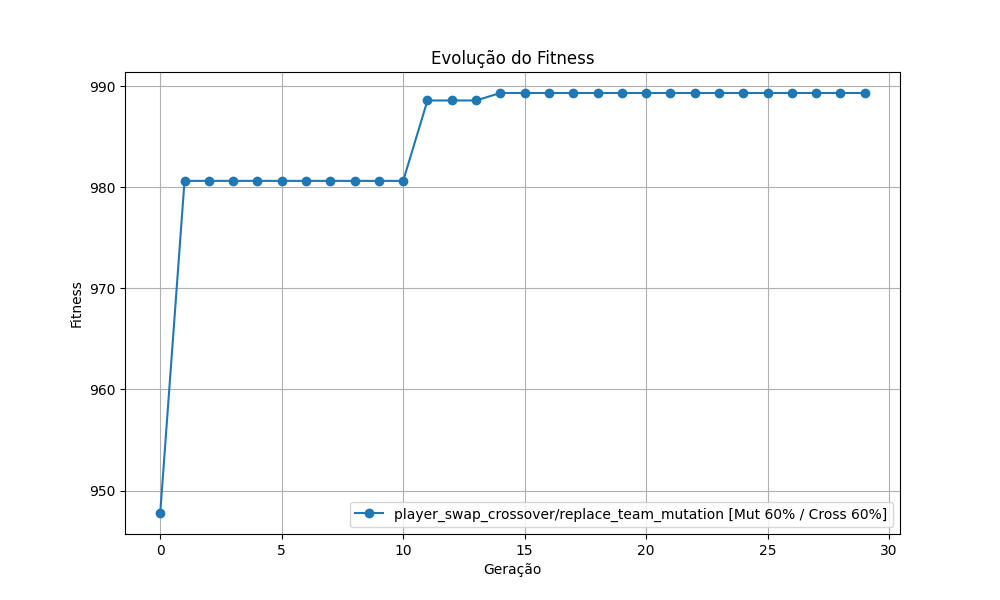 Evolução do Fitness
Fitness
990
980
970
960
950
player_swap_crossover/replace_team_mutation [Mut 60% / Cross 60%]
0 5 10 15 20 25 30
Geração